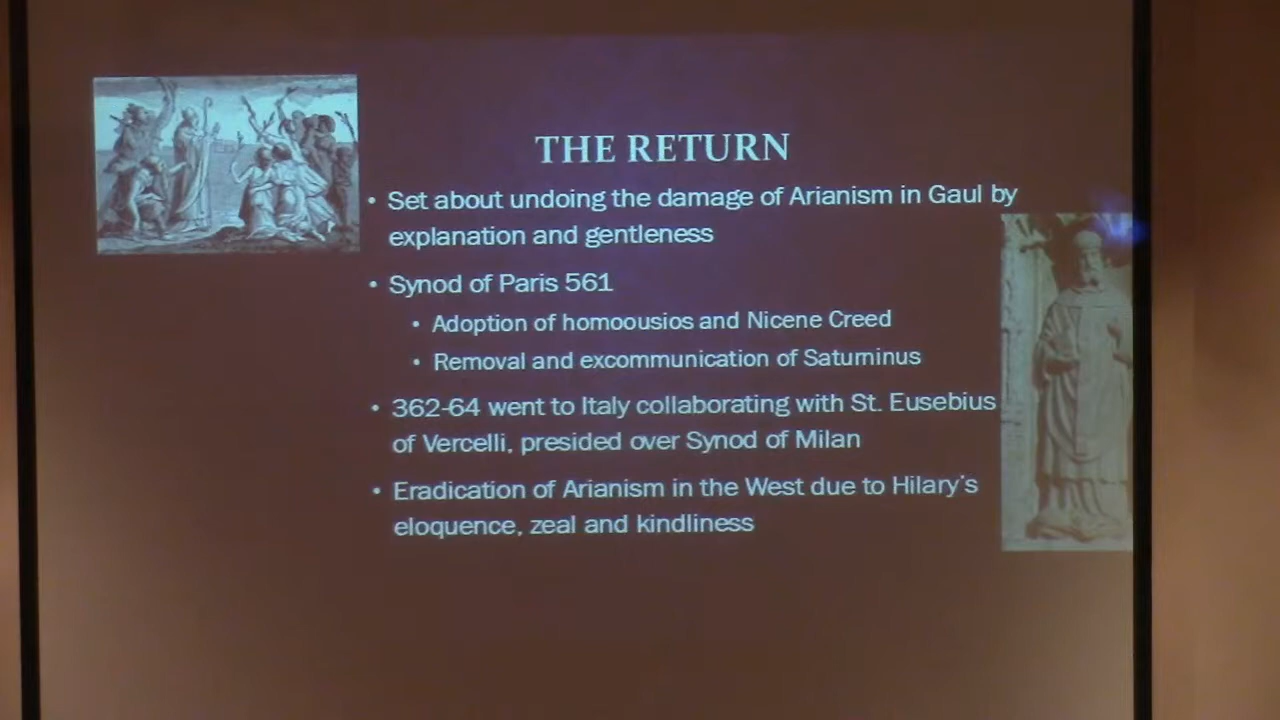 THE RETURN
• Set about undoing the damage of Arianism in Gaul by
explanation and gentleness
• Synod of Paris 561
• Adoption of homoousios and Nicene Creed
• Removal and excommunication of Saturninus
• 362-64 went to Italy collaborating with St. Eusebius
of Vercelli, presided over Synod of Milan
• Eradication of Arianism in the West due to Hilary's
eloquence, zeal and kindliness